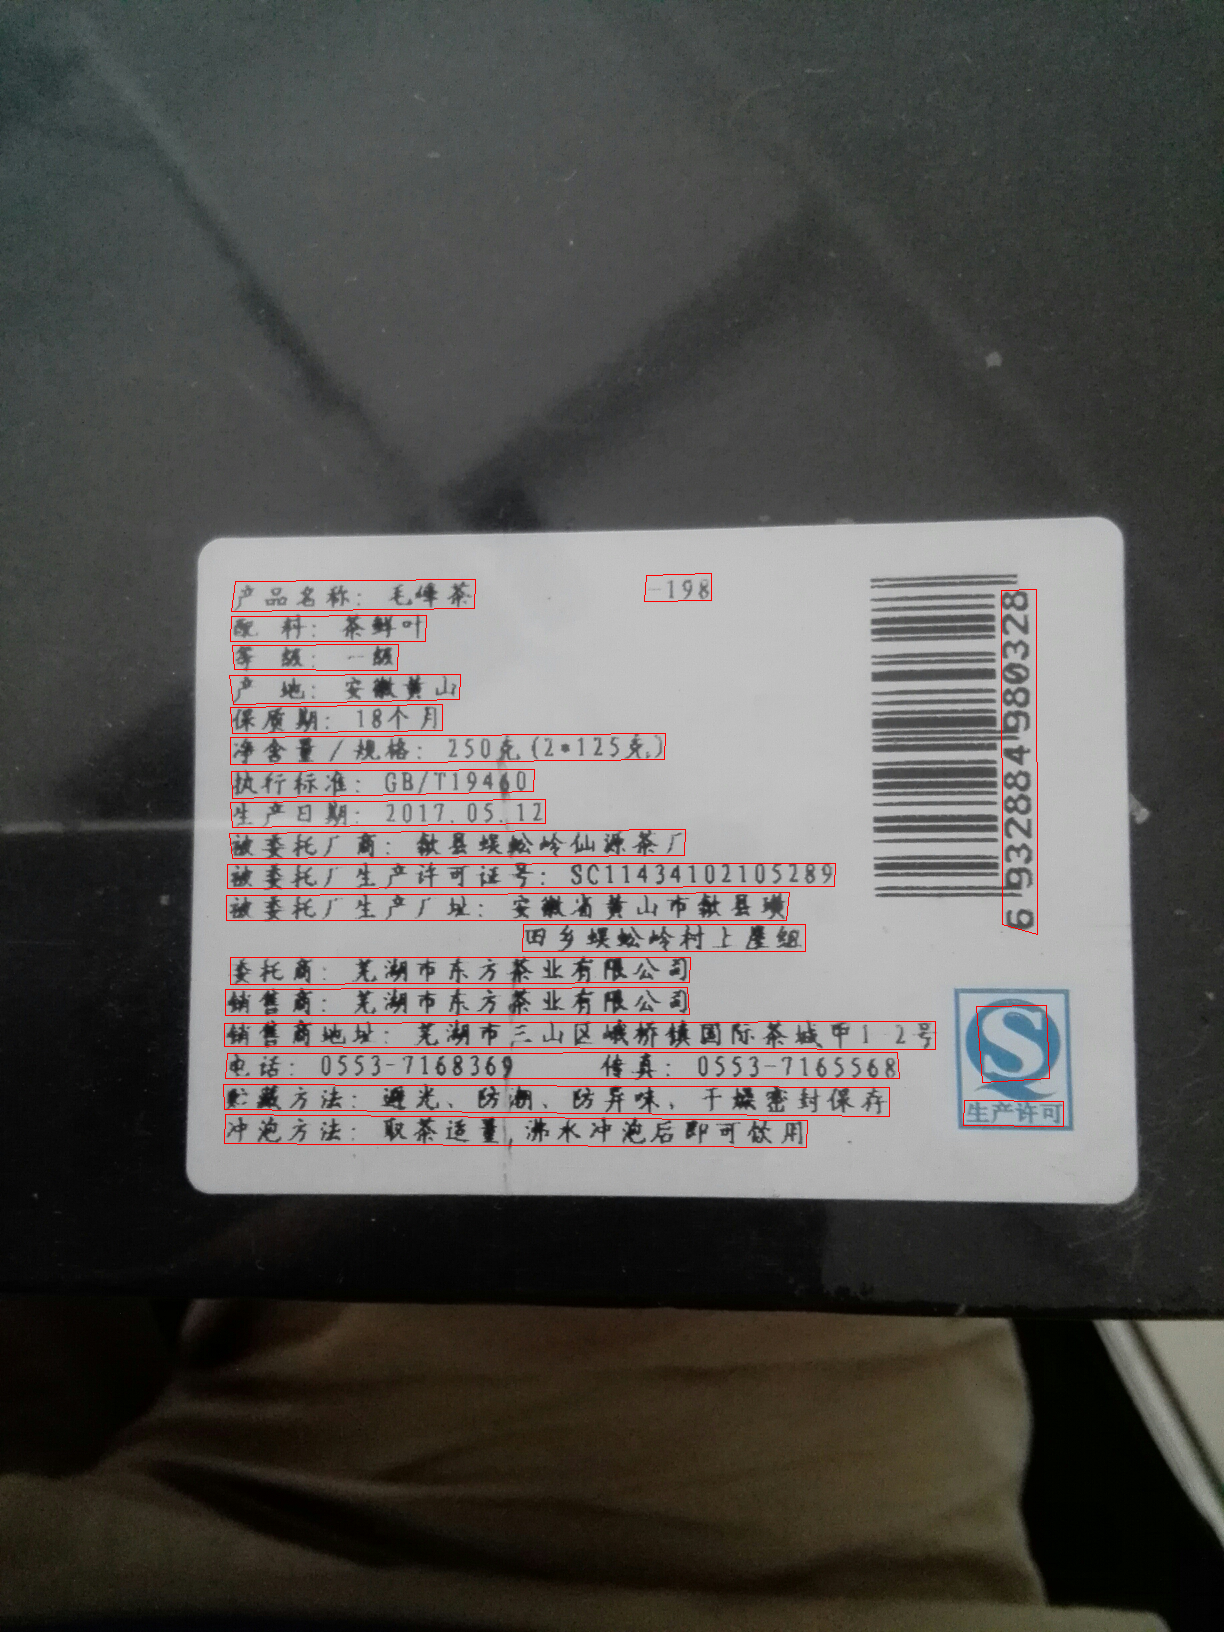 产品名称：毛峰茶
-198
配 料：茶鲜叶
等 级：一级
产 地：安徽黄山
保质期：18个月
净含量/规格：250克(2*125克)
执行标准：GB/T19460
生产日期：2017.05.12
被委托厂商：歙县蜈蚣岭仙源茶厂
被委托厂生产许可证号：SC11434102105289
被委托厂生产厂址：安徽省黄山市歙县璜
田乡蜈蚣岭村上屋组
委托商：芜湖市东方茶业有限公司
销售商：芜湖市东方茶业有限公司
销售商地址：芜湖市三山区峨桥镇国际茶城甲12号
电话：0553-7168369 传真：0553-7165568
贮藏方法：避光、防潮、防异味、干燥密封保存
冲泡方法：取茶适量,沸水冲泡后即可饮用
6932884980328
S
生产许可